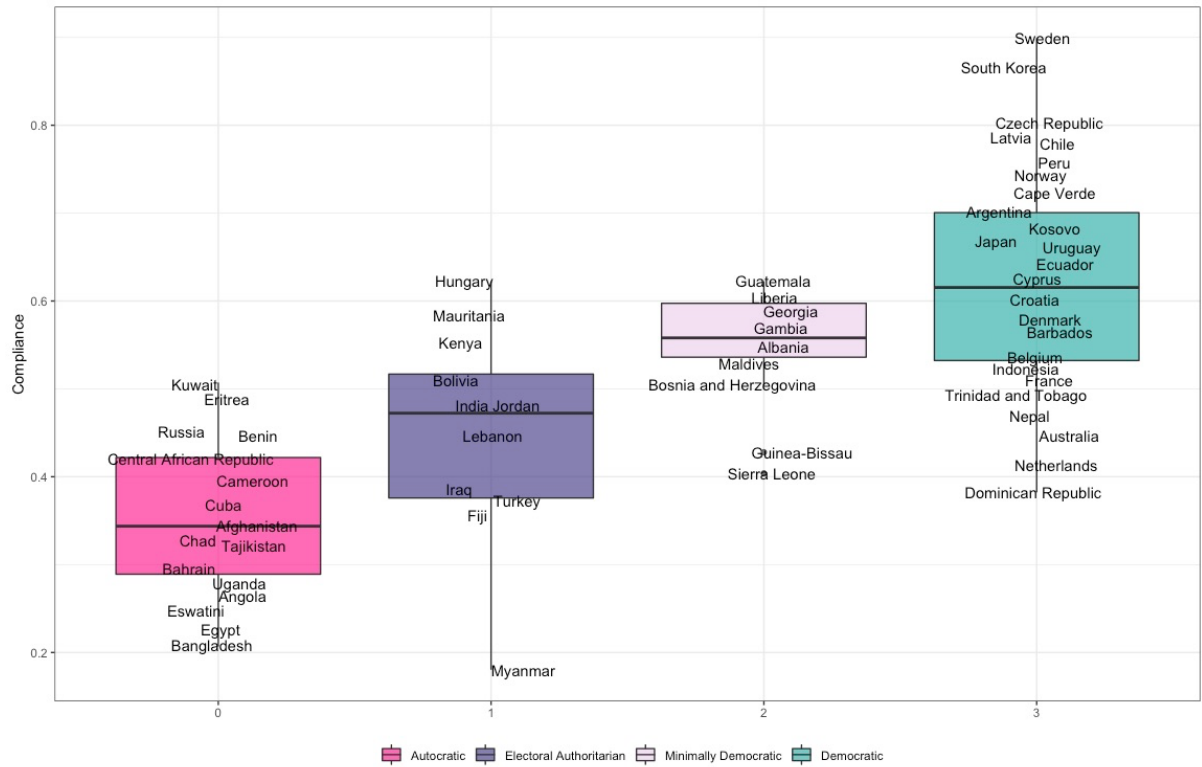 Compliance
0.8
0.6
0.4
0.2
Kuwait
Eritrea
Russia
Benin
Central African Republic
Cameroon
Cuba
Afghanistan
Chad
Tajikistan
Bahrain
Uganda
Angola
Eswatini
Egypt
Bangladesh
Hungary
Mauritania
Kenya
Bolivia
India Jordan
Lebanon
Iraq
Turkey
Fiji
Myanmar
Guatemala
Liberia
Georgia
Gambia
Albania
Maldives
Bosnia and Herzegovina
Guinea-Bissau
Sierra Leone
Sweden
South Korea
Czech Republic
Latvia
Chile
Peru
Norway
Cape Verde
Argentina
Kosovo
Japan
Uruguay
Ecuador
Cyprus
Croatia
Denmark
Barbados
Belgium
Indonesia
France
Trinidad and Tobago
Nepal
Australia
Netherlands
Dominican Republic
0 1 2 3
Autocratic Electoral Authoritarian Minimally Democratic Democratic